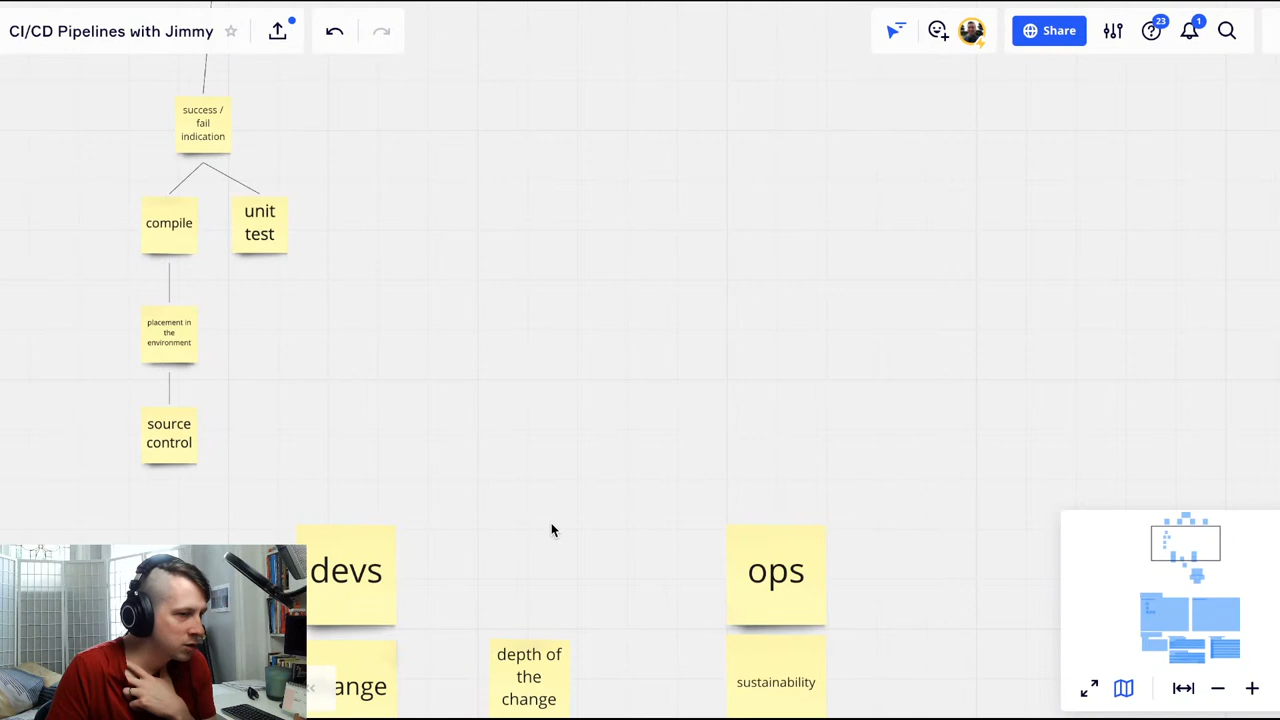 CI/CD Pipelines with Jimmy
Share
23
1
success /
fail
indication
compile
unit
test
placement in
the
environment
source
control
devs
ops
ange
depth of
the
change
sustainability